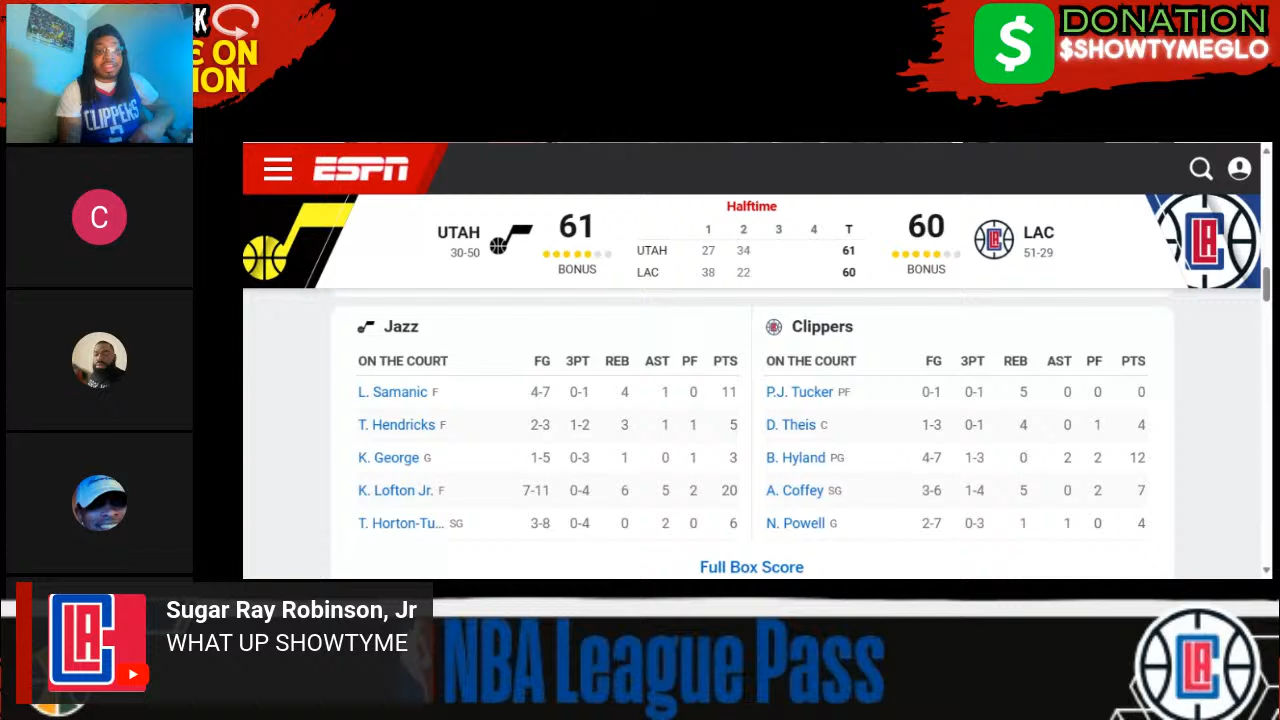 K
E ON
ION
DONATION
$SHOWTYMEGLO
CLIPPERS
2
C
ESPN
UTAH
30-50
61
BONUS
Halftime
1 2 3 4 T
UTAH 27 34 61
LAC 38 22 60
60
BONUS
LAC
51-29
Jazz
ON THE COURT FG 3PT REB AST PF PTS
L. Samanic F 4-7 0-1 4 1 0 11
T. Hendricks F 2-3 1-2 3 1 1 5
K. George G 1-5 0-3 1 0 1 3
K. Lofton Jr. F 7-11 0-4 6 5 2 20
T. Horton-Tu... SG 3-8 0-4 0 2 0 6
Clippers
ON THE COURT FG 3PT REB AST PF PTS
P.J. Tucker PF 0-1 0-1 5 0 0 0
D. Theis C 1-3 0-1 4 0 1 4
B. Hyland PG 4-7 1-3 0 2 2 12
A. Coffey SG 3-6 1-4 5 0 2 7
N. Powell G 2-7 0-3 1 1 0 4
Full Box Score
Sugar Ray Robinson, Jr
WHAT UP SHOWTYME
NBA League Pass